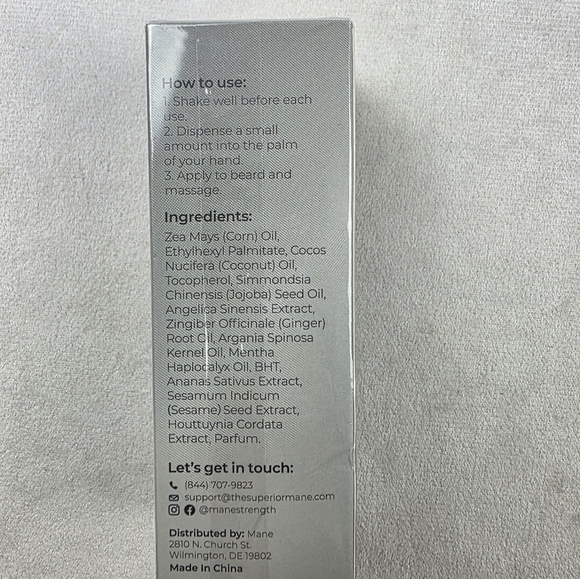 How to use:
1. Shake well before each
use.
2. Dispense a small
amount into the palm
of your hand.
3. Apply to beard and
massage.
Ingredients:
Zea Mays (Corn) Oil,
Ethylhexyl Palmitate, Cocos
Nucifera (Coconut) Oil,
Tocopherol, Simmondsia
Chinensis (Jojoba) Seed Oil,
Angelica Sinensis Extract,
Zingiber Officinale (Ginger)
Root Oil, Argania Spinosa
Kernel Oil, Mentha
Haplocalyx Oil, BHT,
Ananas Sativus Extract,
Sesamum Indicum
(Sesame) Seed Extract,
Houttuynia Cordata
Extract, Parfum.
Let's get in touch:
(844) 707-9823
support@thesuperiormane.com
@manestrength
Distributed by: Mane
2810 N. Church St.
Wilmington, DE 19802
Made In China